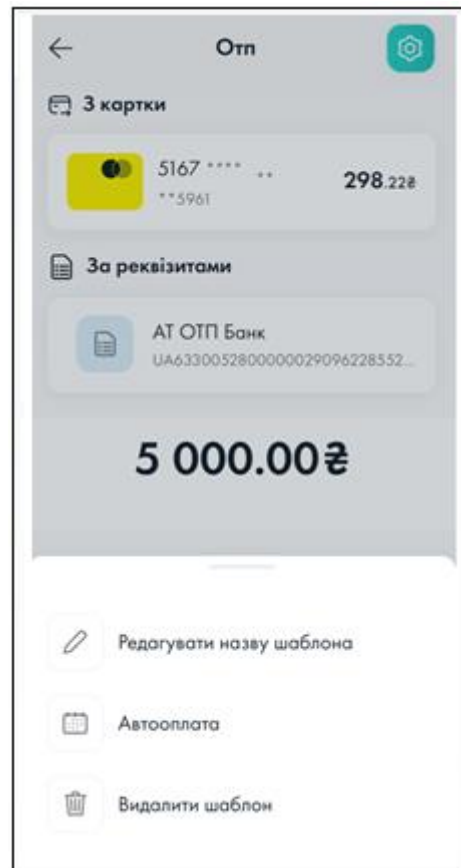 Отп
З картки
5167 **** **
298.22₴
**5961
За реквізитами
АТ ОТП Банк
UA633005280000029096228552...
5 000.00₴
Редагувати назву шаблона
Автооплата
Видалити шаблон